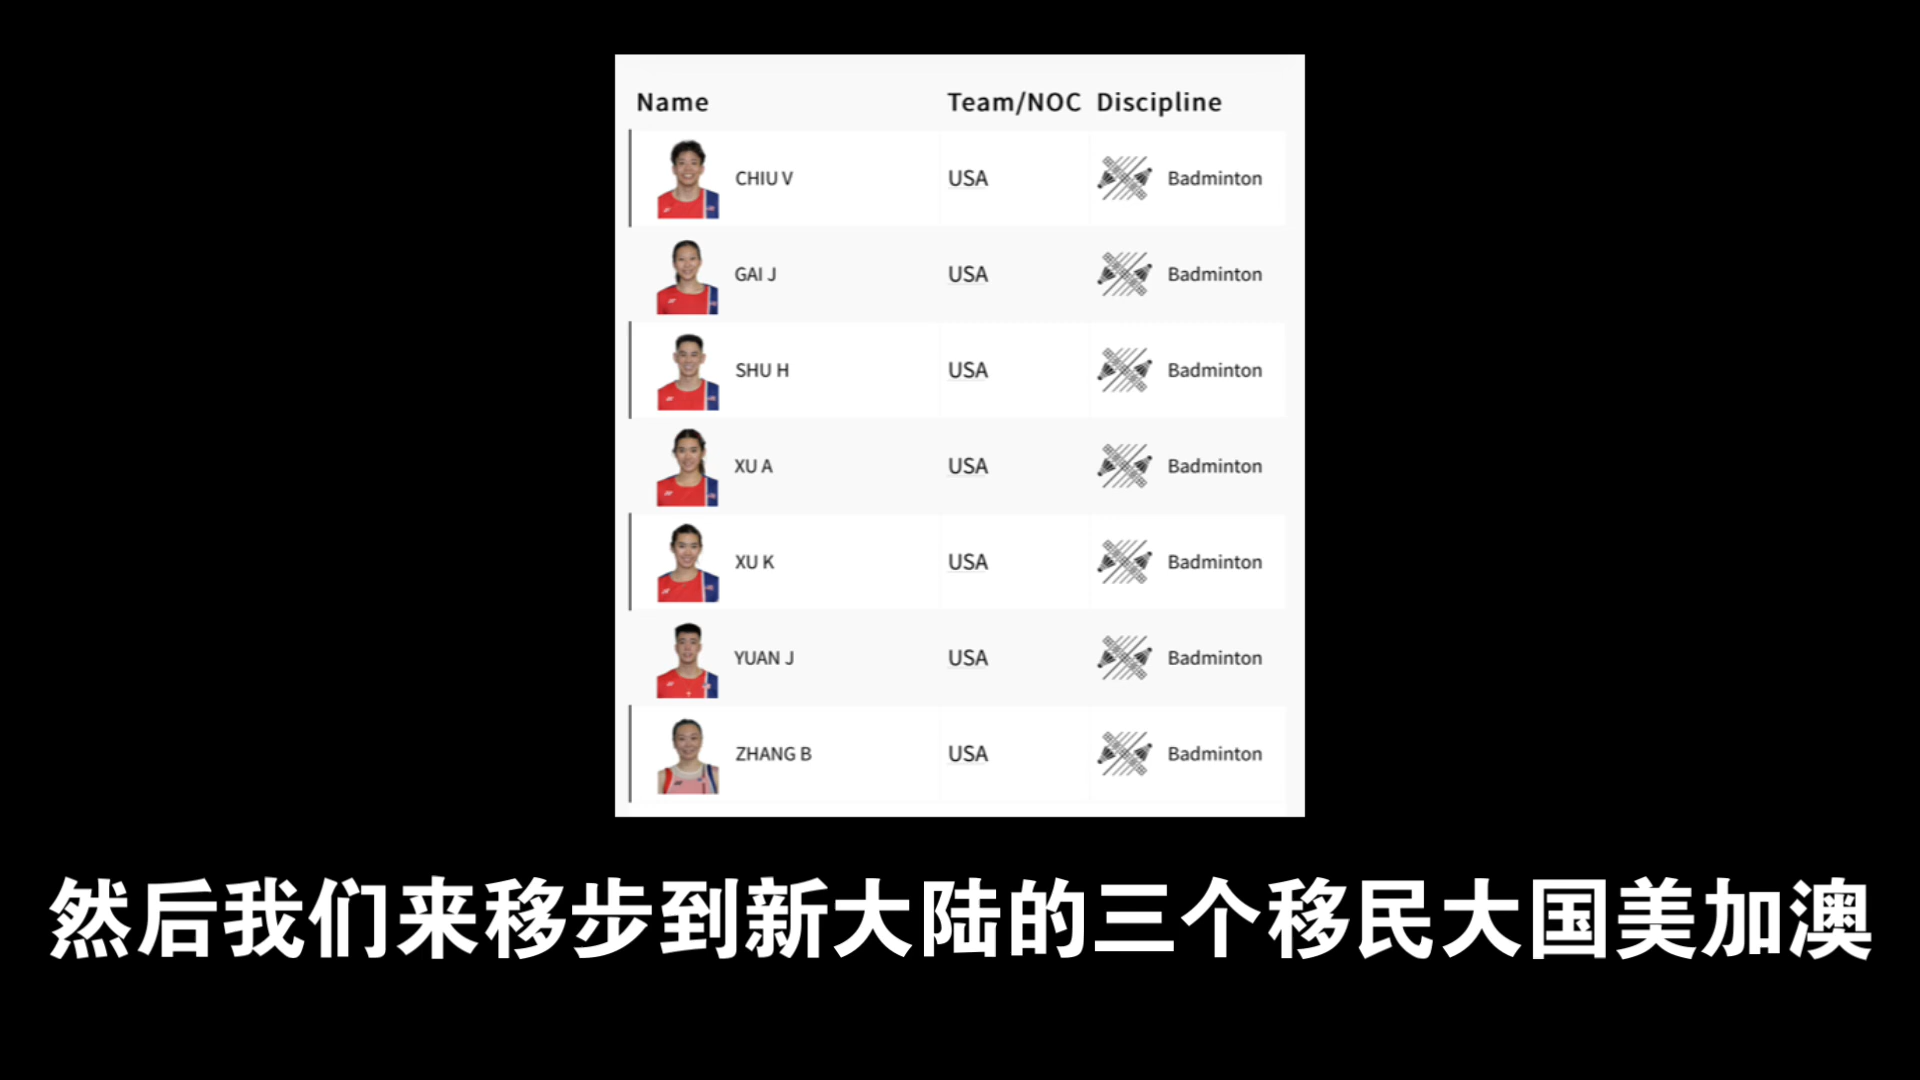 Name Team/NOC Discipline
CHIU V USA Badminton
GAI J USA Badminton
SHU H USA Badminton
XU A USA Badminton
XU K USA Badminton
YUAN J USA Badminton
ZHANG B USA Badminton
然后我们来移步到新大陆的三个移民大国美加澳